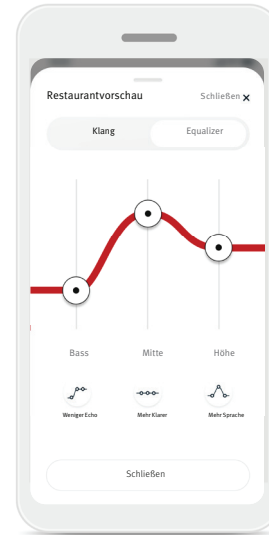 Restaurantvorschau Schließen ×
Klang Equalizer
Bass Mitte Höhe
Weniger Echo Mehr Klarer Mehr Sprache
Schließen